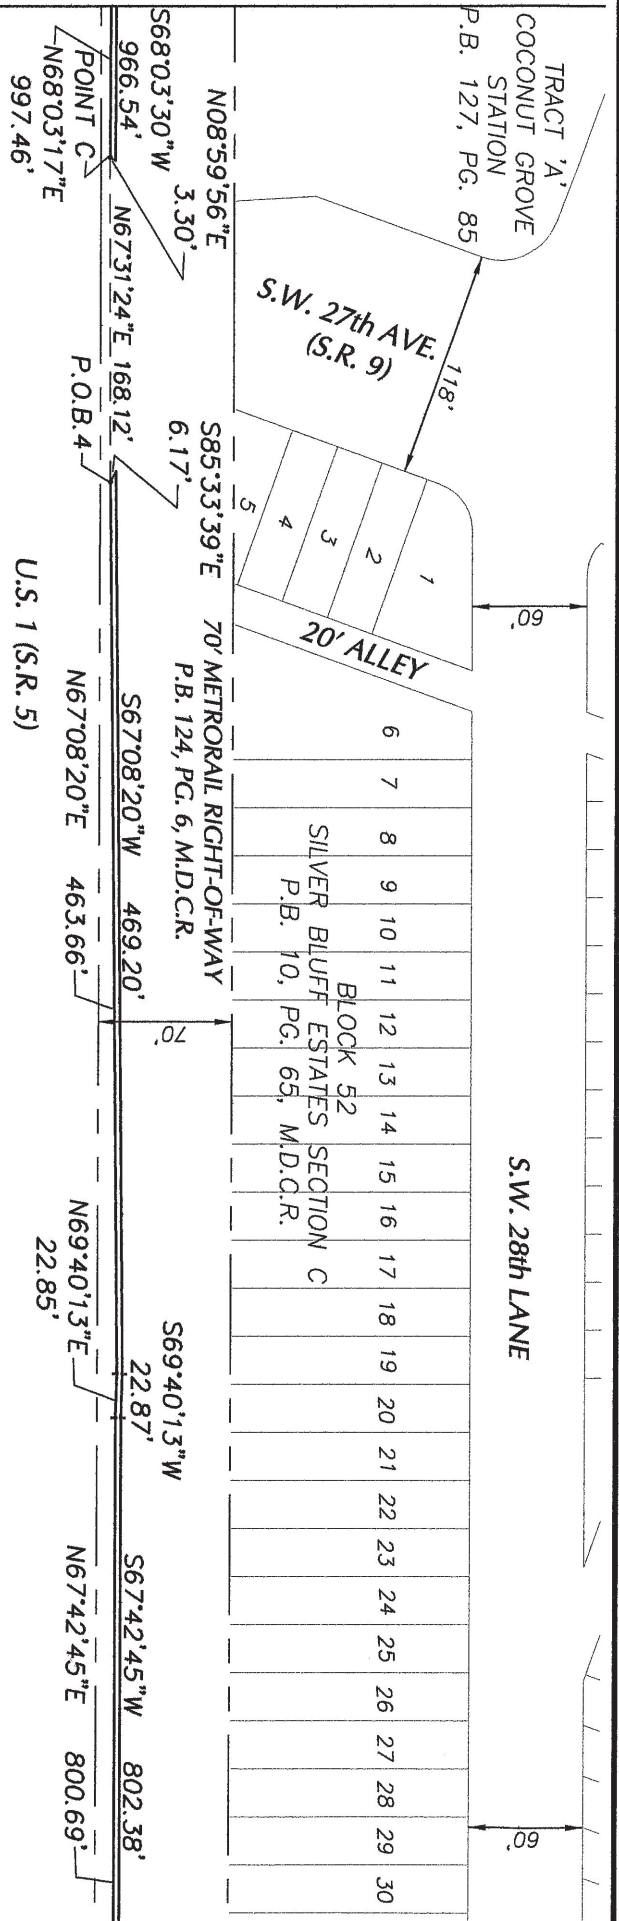 TRACT 'A'
COCONUT GROVE
STATION
P.B. 127, PG. 85
S.W. 27th AVE.
(S.R. 9)
118'
1
2
3
4
5
20' ALLEY
60'
S.W. 28th LANE
60'
6 7 8 9 10 11 12 13 14 15 16 17 18 19 20 21 22 23 24 25 26 27 28 29 30
BLOCK 52
SILVER BLUFF ESTATES SECTION C
P.B. 10, PG. 65, M.D.C.R.
N08°59'56"E
3.30'
S68°03'30"W
966.54'
POINT C
N68°03'17"E
997.46'
N67°31'24"E 168.12'
P.O.B.4
S85°33'39"E
6.17'
70' METRORAIL RIGHT-OF-WAY
P.B. 124, PG. 6, M.D.C.R.
S67°08'20"W 469.20'
N67°08'20"E 463.66'
70'
U.S. 1 (S.R. 5)
S69°40'13"W
22.87'
N69°40'13"E
22.85'
S67°42'45"W 802.38'
N67°42'45"E 800.69'